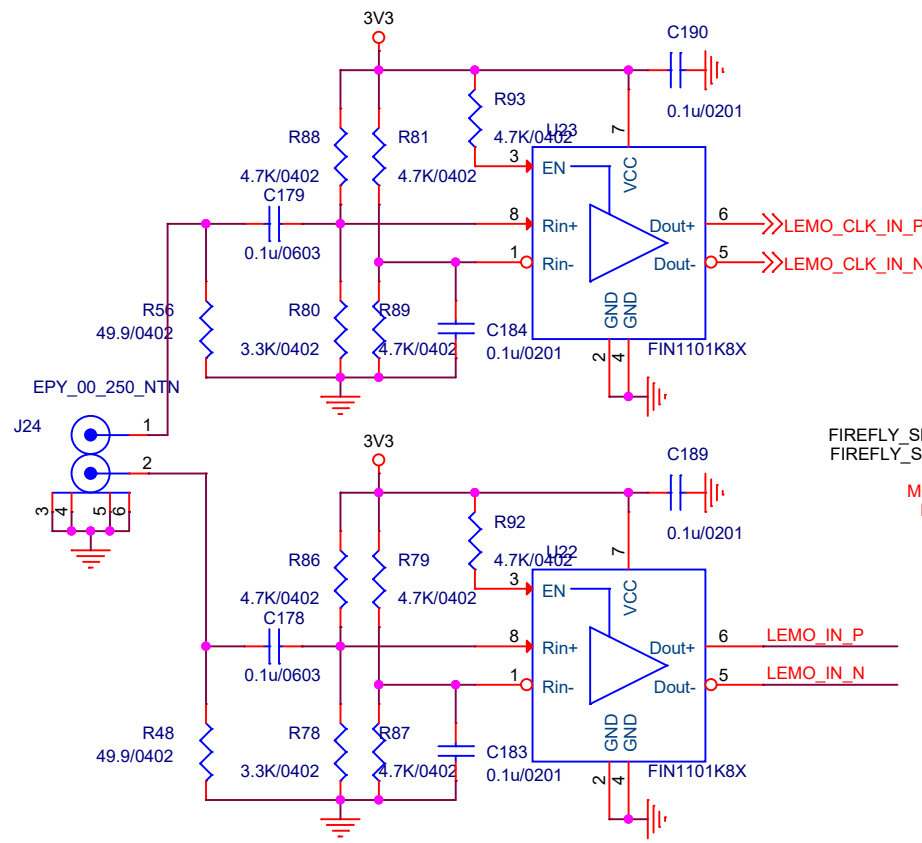 3V3
C190
0.1u/0201
R93
4.7K/0402
U23
R88
4.7K/0402
R81
4.7K/0402
C179
0.1u/0603
3
EN
7
VCC
8
Rin+
1
Rin-
Dout+
6
LEMO_CLK_IN_P
Dout-
5
LEMO_CLK_IN_N
R56
49.9/0402
R80
3.3K/0402
R89
4.7K/0402
C184
0.1u/0201
GND
GND
2
4
FIN1101K8X
EPY_00_250_NTN
J24
1
2
3
4
5
6
3V3
C189
0.1u/0201
FIREFLY_S
FIREFLY_S
M
R92
4.7K/0402
U22
R86
4.7K/0402
R79
4.7K/0402
C178
0.1u/0603
3
EN
7
VCC
8
Rin+
1
Rin-
Dout+
6
LEMO_IN_P
Dout-
5
LEMO_IN_N
R48
49.9/0402
R78
3.3K/0402
R87
4.7K/0402
C183
0.1u/0201
GND
GND
2
4
FIN1101K8X